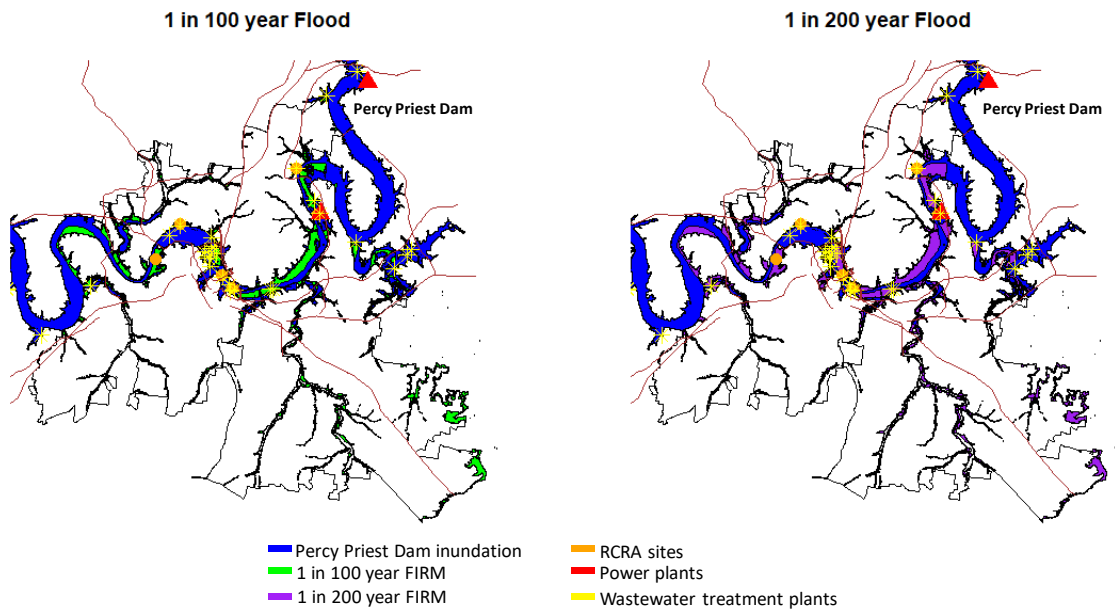 1 in 100 year Flood
1 in 200 year Flood
Percy Priest Dam
Percy Priest Dam
Percy Priest Dam inundation
1 in 100 year FIRM
1 in 200 year FIRM
RCRA sites
Power plants
Wastewater treatment plants